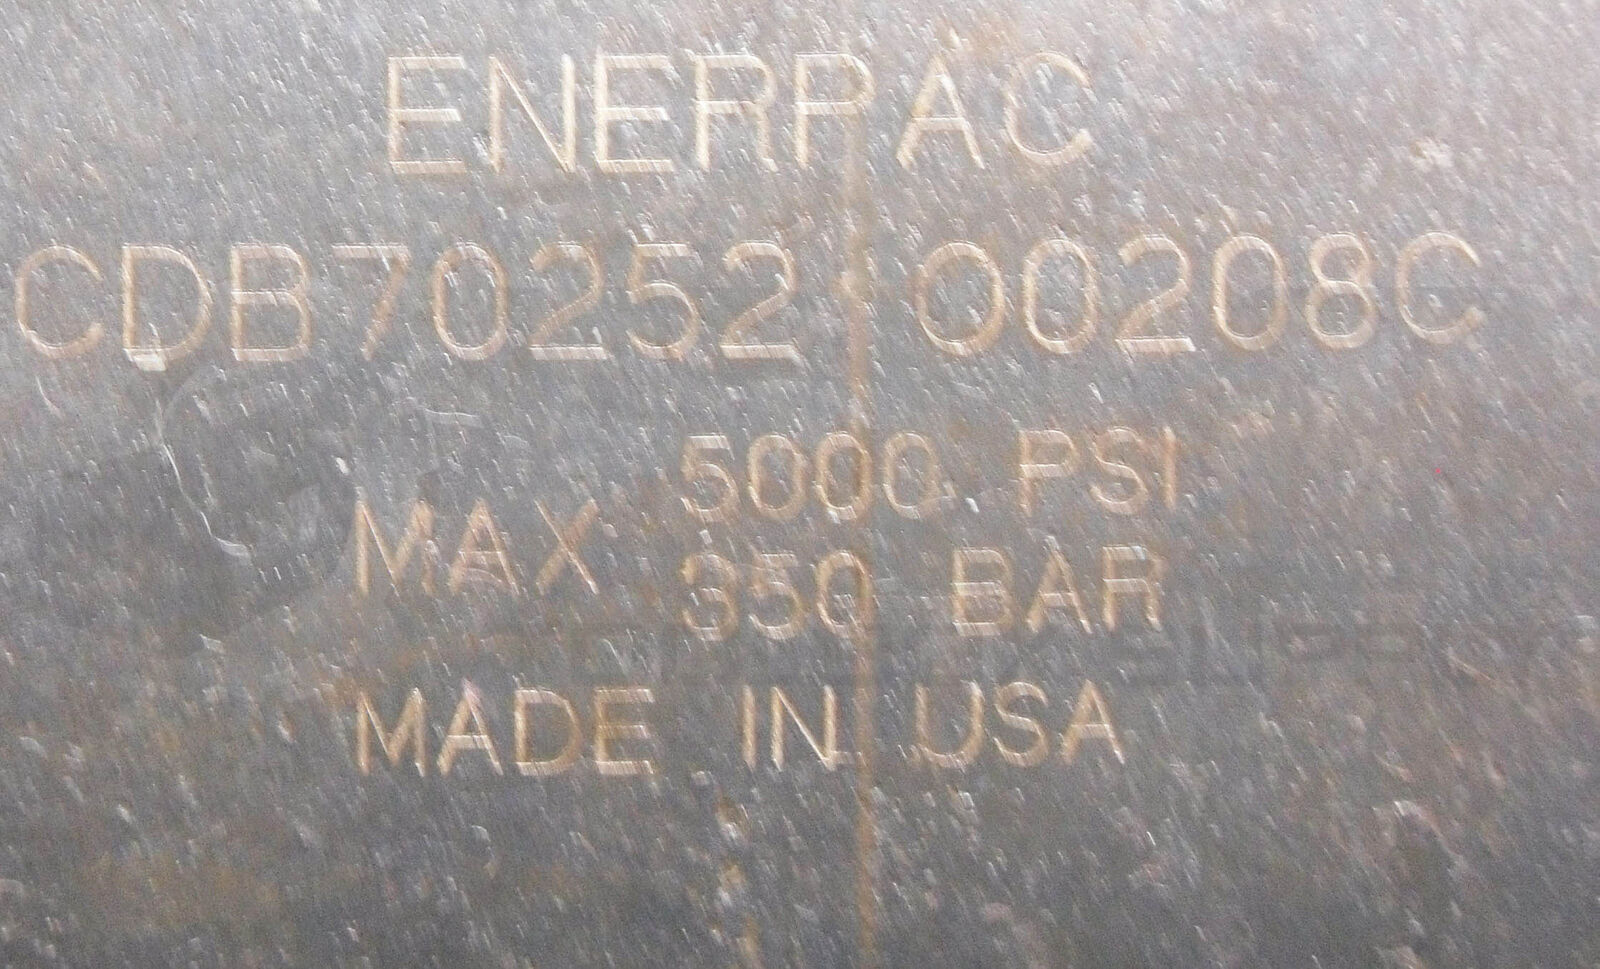 ENERPAC
CDB70252 00208C
MAX 5000 PSI
350 BAR
MADE IN USA